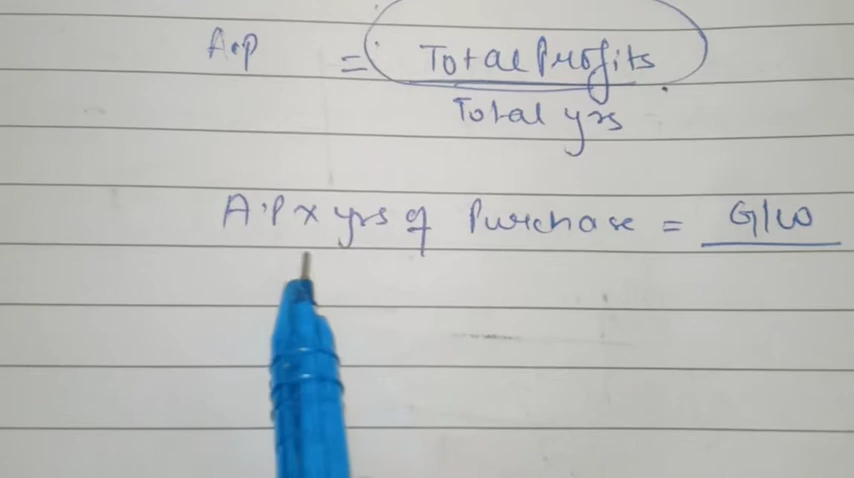 A.P = Total Profits
Total yrs
A.P x yrs of Purchase = G/W